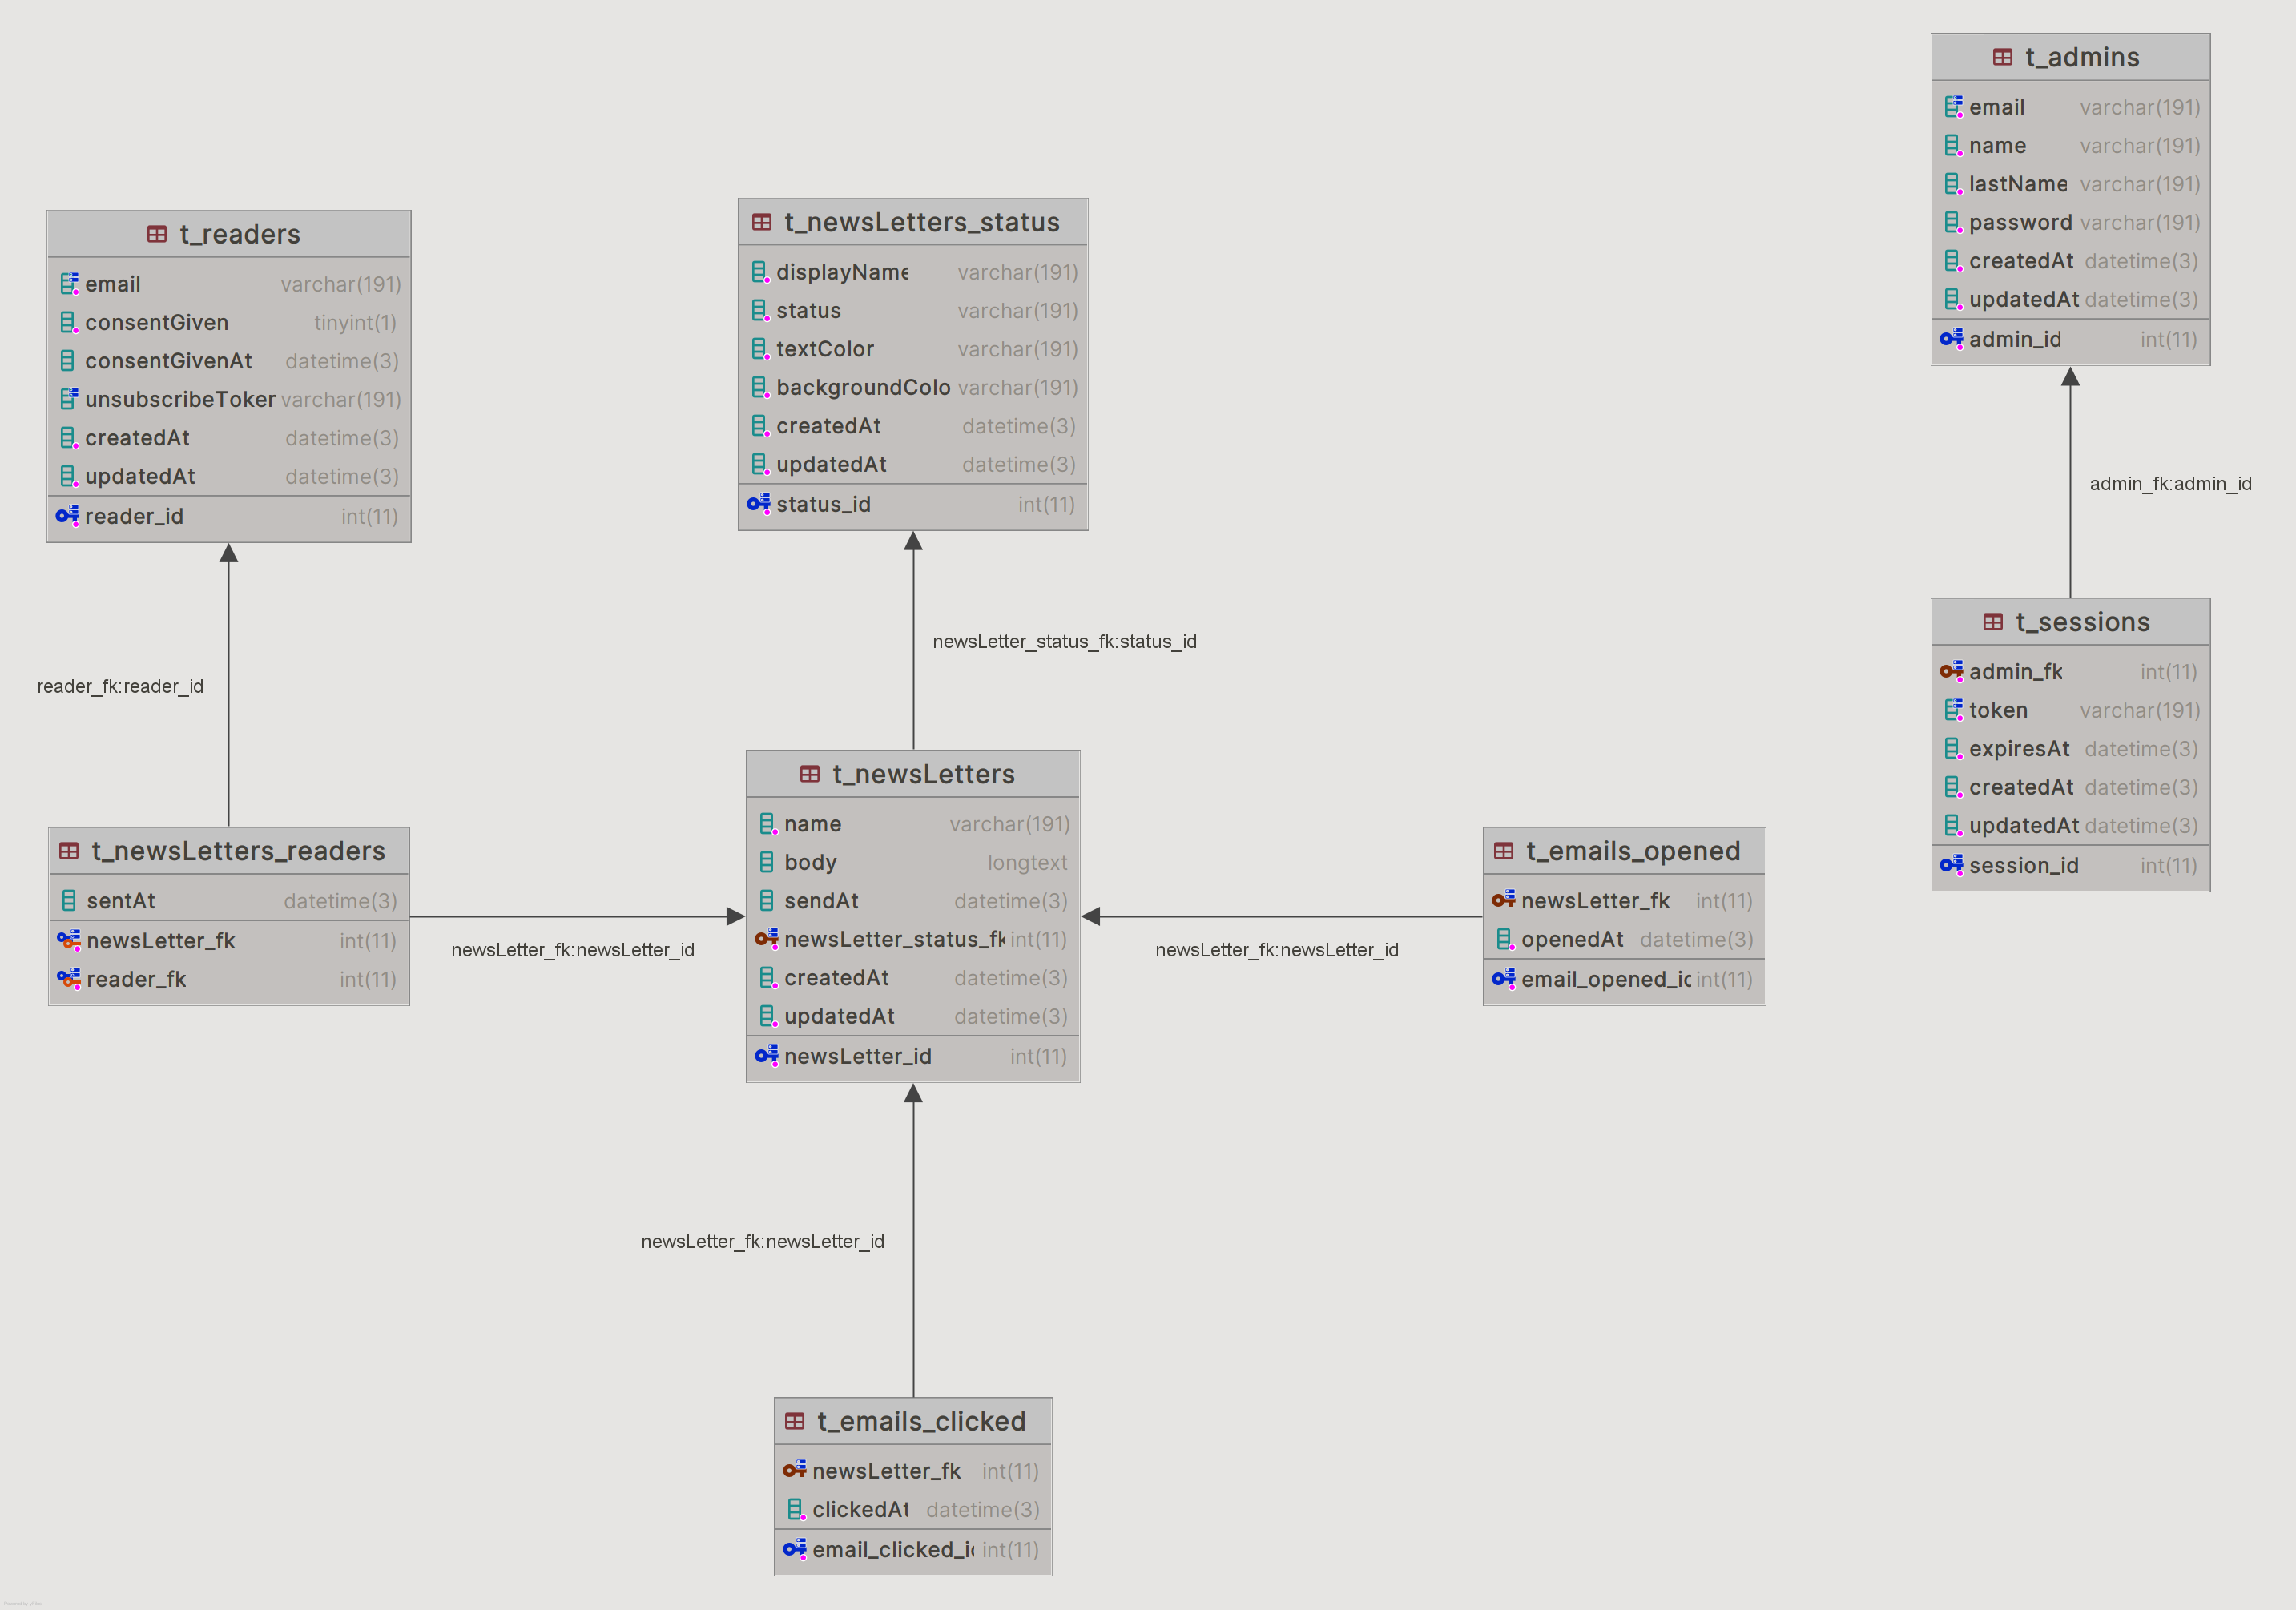 t_admins
email varchar(191)
name varchar(191)
lastName varchar(191)
password varchar(191)
createdAt datetime(3)
updatedAt datetime(3)
admin_id int(11)
t_readers
email varchar(191)
consentGiven tinyint(1)
consentGivenAt datetime(3)
unsubscribeToken varchar(191)
createdAt datetime(3)
updatedAt datetime(3)
reader_id int(11)
t_newsLetters_status
displayName varchar(191)
status varchar(191)
textColor varchar(191)
backgroundColo varchar(191)
createdAt datetime(3)
updatedAt datetime(3)
status_id int(11)
admin_fk:admin_id
newsLetter_status_fk:status_id
reader_fk:reader_id
t_sessions
admin_fk int(11)
token varchar(191)
expiresAt datetime(3)
createdAt datetime(3)
updatedAt datetime(3)
session_id int(11)
t_newsLetters_readers
sentAt datetime(3)
newsLetter_fk int(11)
reader_fk int(11)
newsLetter_fk:newsLetter_id
t_newsLetters
name varchar(191)
body longtext
sendAt datetime(3)
newsLetter_status_fk int(11)
createdAt datetime(3)
updatedAt datetime(3)
newsLetter_id int(11)
newsLetter_fk:newsLetter_id
t_emails_opened
newsLetter_fk int(11)
openedAt datetime(3)
email_opened_id int(11)
newsLetter_fk:newsLetter_id
t_emails_clicked
newsLetter_fk int(11)
clickedAt datetime(3)
email_clicked_id int(11)
Powered by yFiles